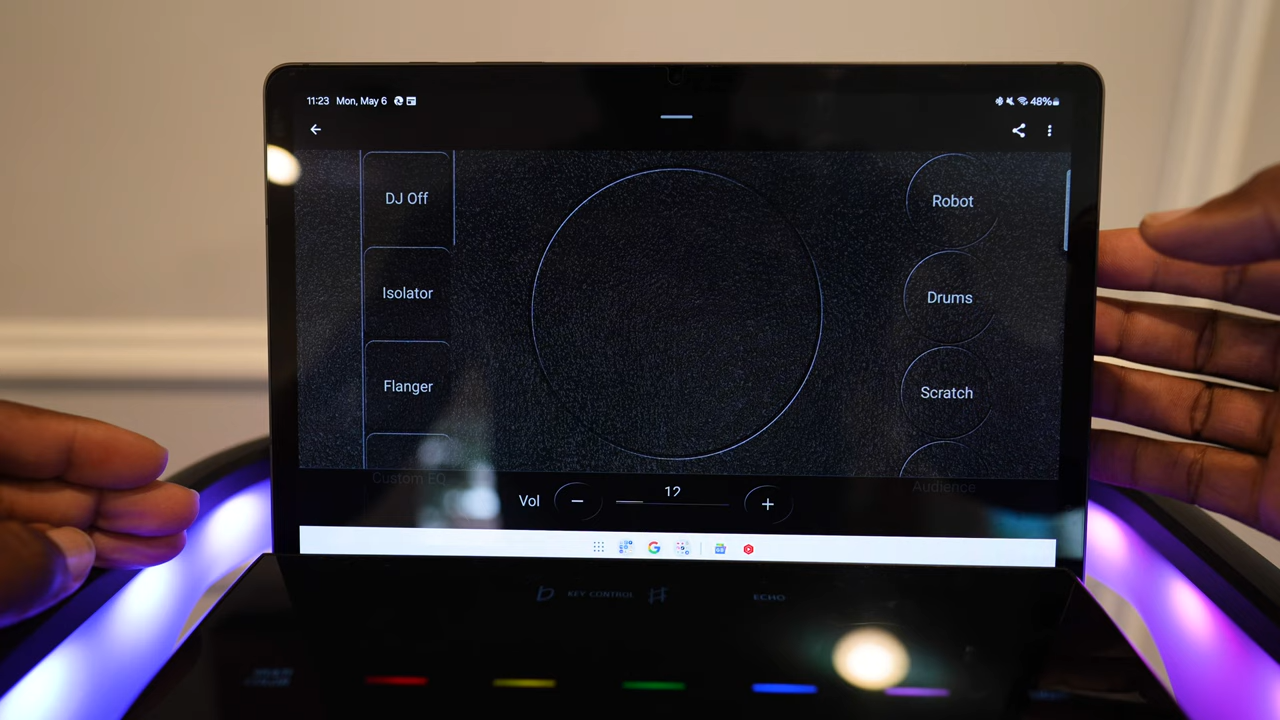 11:23 Mon, May 6
48%
DJ Off
Isolator
Flanger
Custom EQ
Robot
Drums
Scratch
Audience
Vol
12
KEY CONTROL
ECHO